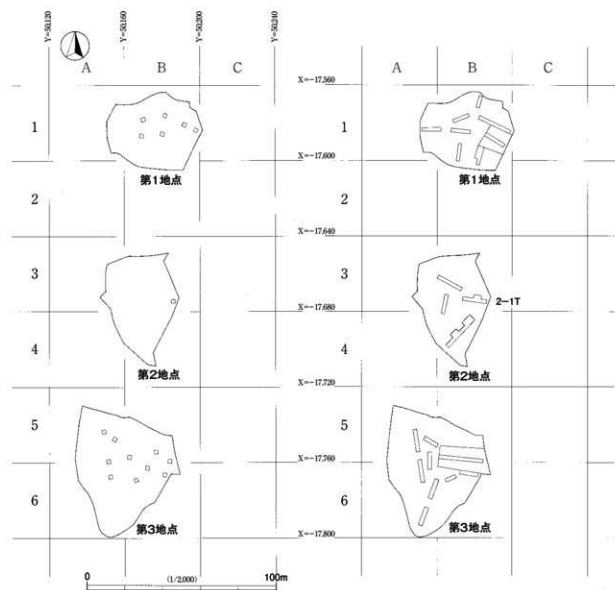 Y=50,120
Y=50,160
Y=50,200
Y=50,240
A B C
A B C
X=-17,560
1
1
X=-17,600
第1地点
第1地点
2
2
X=-17,640
3
3
X=-17,680
2-1T
4
4
第2地点
第2地点
X=-17,720
5
5
X=-17,760
6
6
第3地点
第3地点
X=-17,800
0 (1/2,000) 100m